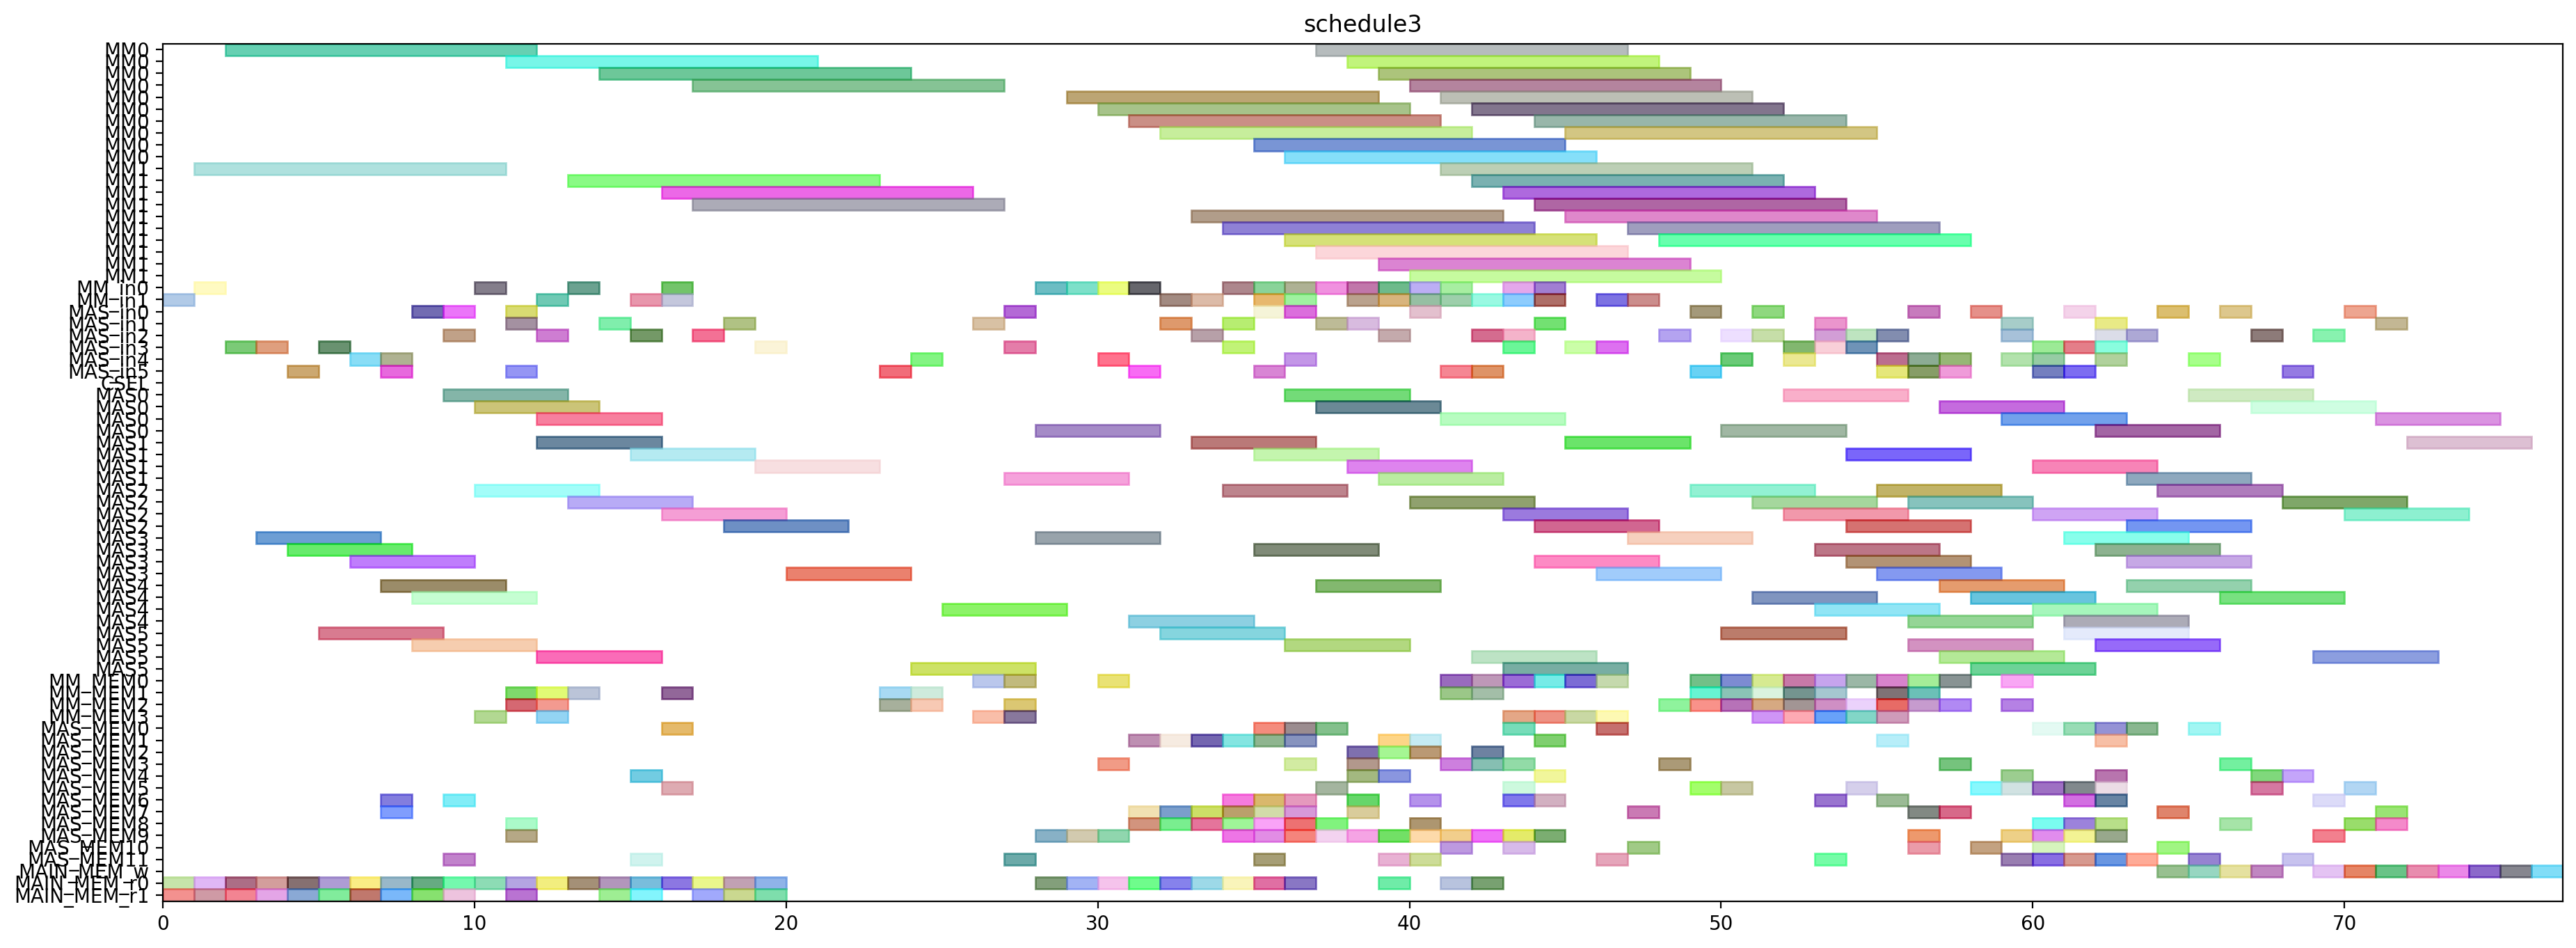 schedule3
MM0
MM0
MM0
MM0
MM0
MM0
MM0
MM0
MM0
MM0
MM1
MM1
MM1
MM1
MM1
MM1
MM1
MM1
MM1
MM1
MM_in0
MM_in1
MAS_in0
MAS_in1
MAS_in2
MAS_in3
MAS_in4
MAS_in5
CSEL
MAS0
MAS0
MAS0
MAS0
MAS1
MAS1
MAS1
MAS1
MAS2
MAS2
MAS2
MAS2
MAS3
MAS3
MAS3
MAS3
MAS4
MAS4
MAS4
MAS4
MAS5
MAS5
MAS5
MAS5
MM_MEM0
MM_MEM1
MM_MEM2
MM_MEM3
MAS_MEM0
MAS_MEM1
MAS_MEM2
MAS_MEM3
MAS_MEM4
MAS_MEM5
MAS_MEM6
MAS_MEM7
MAS_MEM8
MAS_MEM9
MAS_MEM10
MAS_MEM11
MAIN_MEM_w
MAIN_MEM_r0
MAIN_MEM_r1
0 10 20 30 40 50 60 70